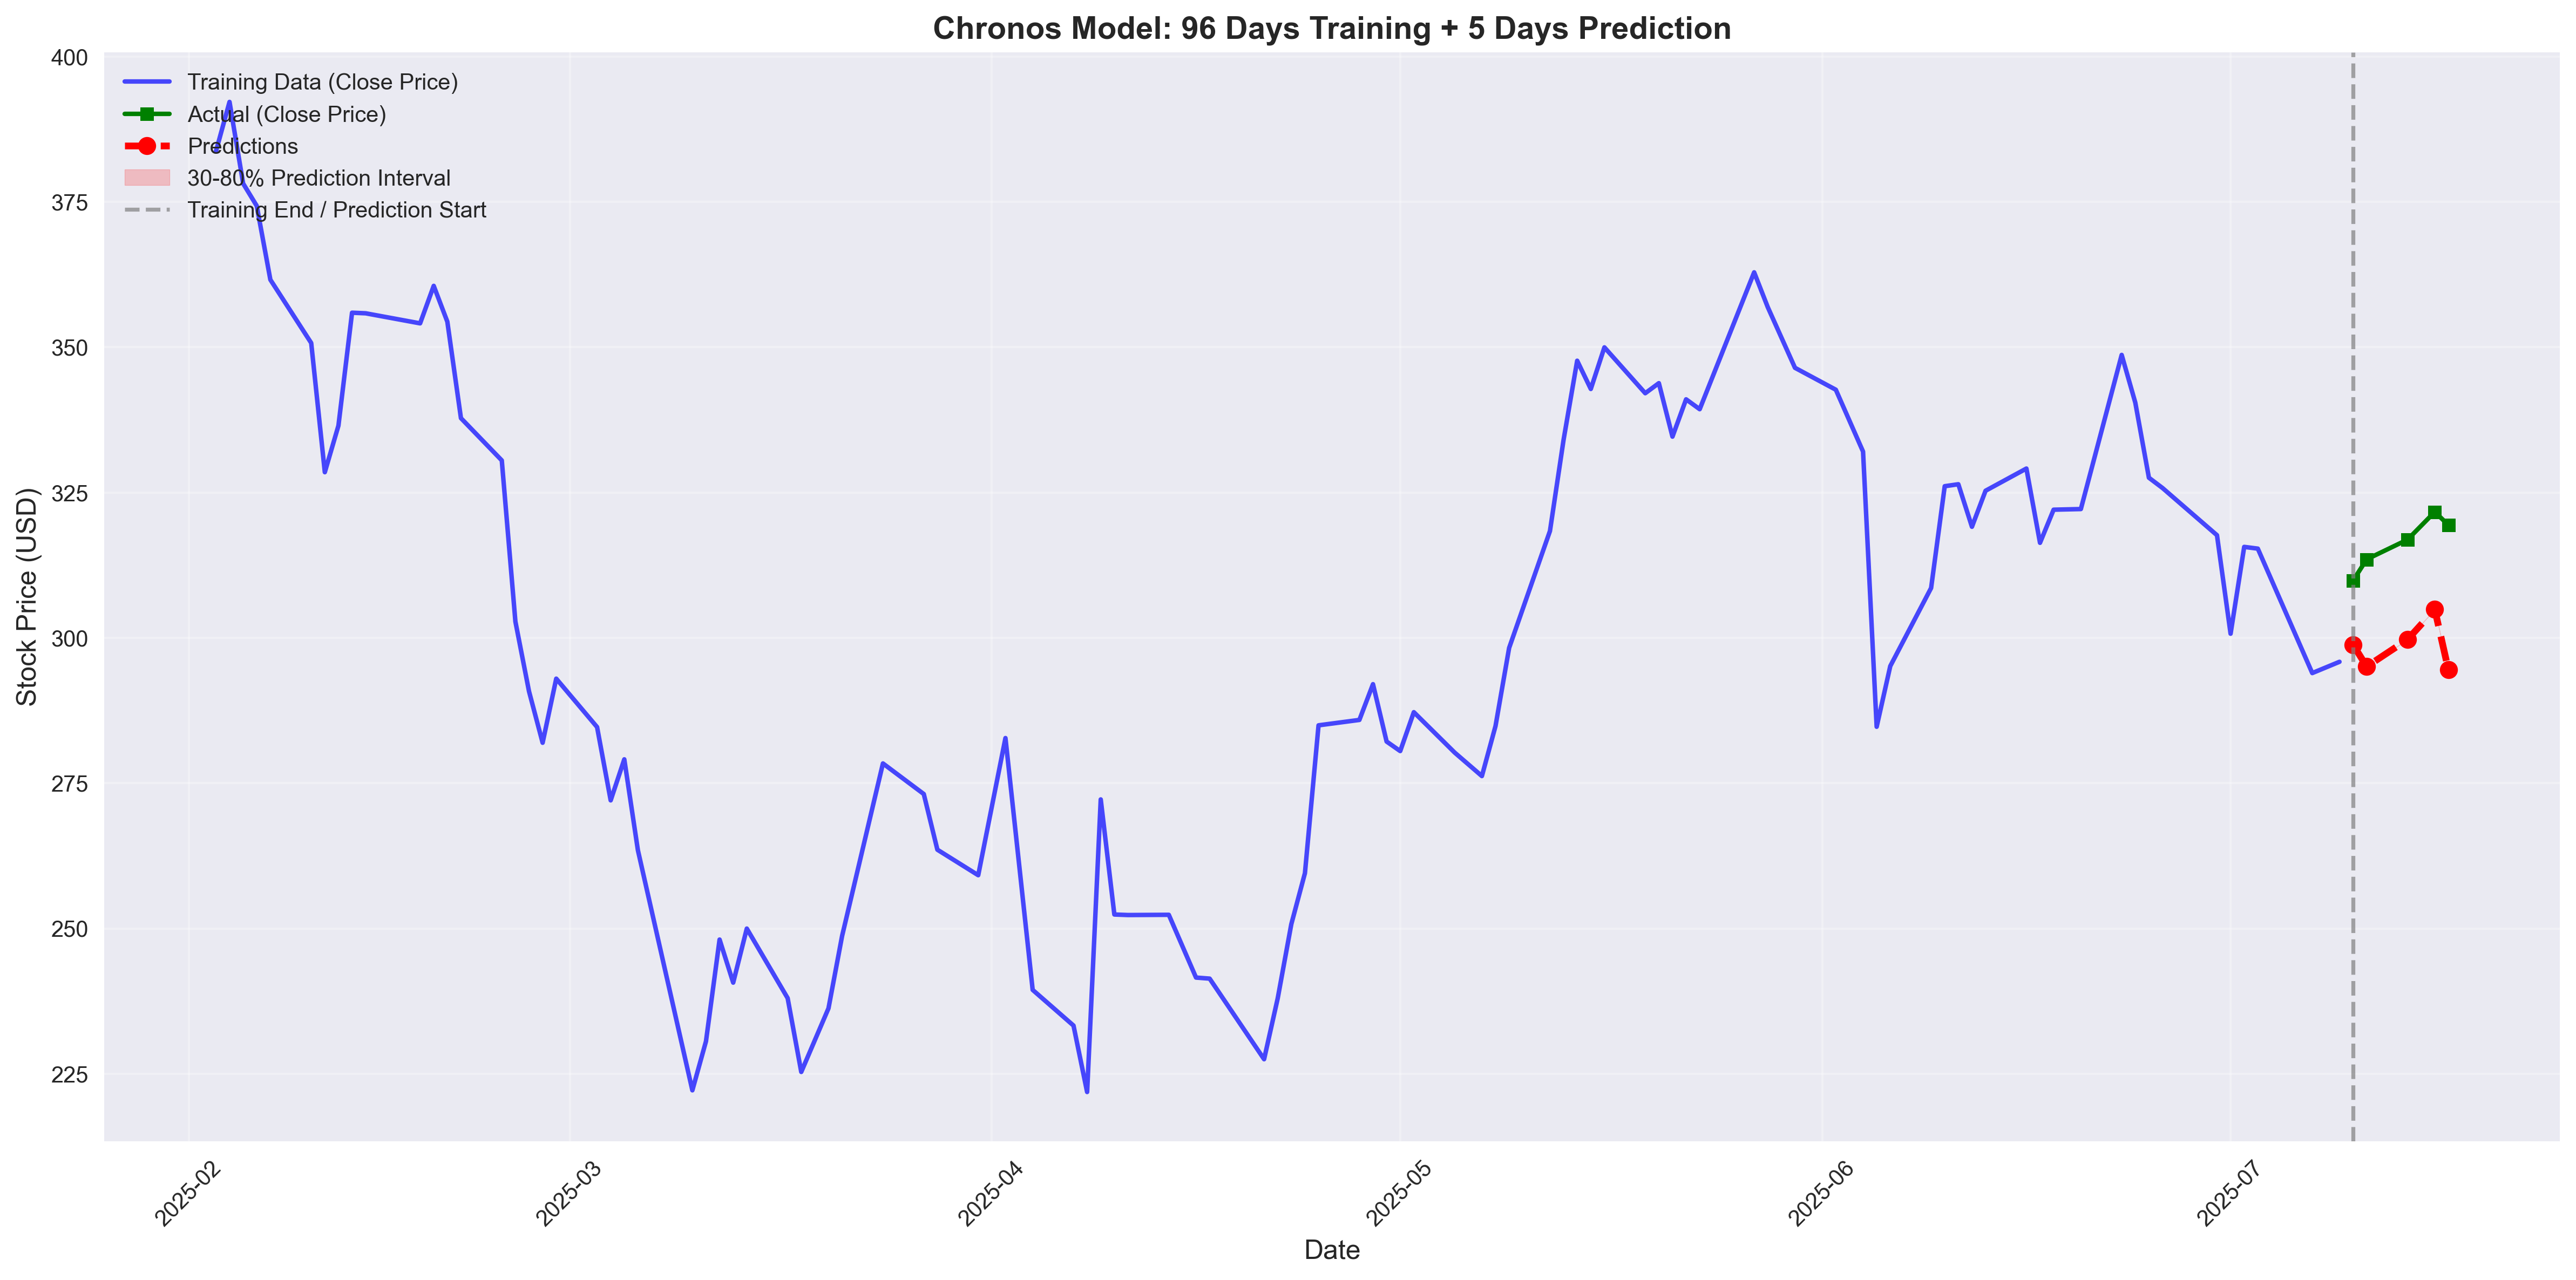 Chronos Model: 96 Days Training + 5 Days Prediction
400
375
350
325
300
275
250
225
Stock Price (USD)
Training Data (Close Price)
Actual (Close Price)
Predictions
30-80% Prediction Interval
Training End / Prediction Start
2025-02
2025-03
2025-04
2025-05
2025-06
2025-07
Date